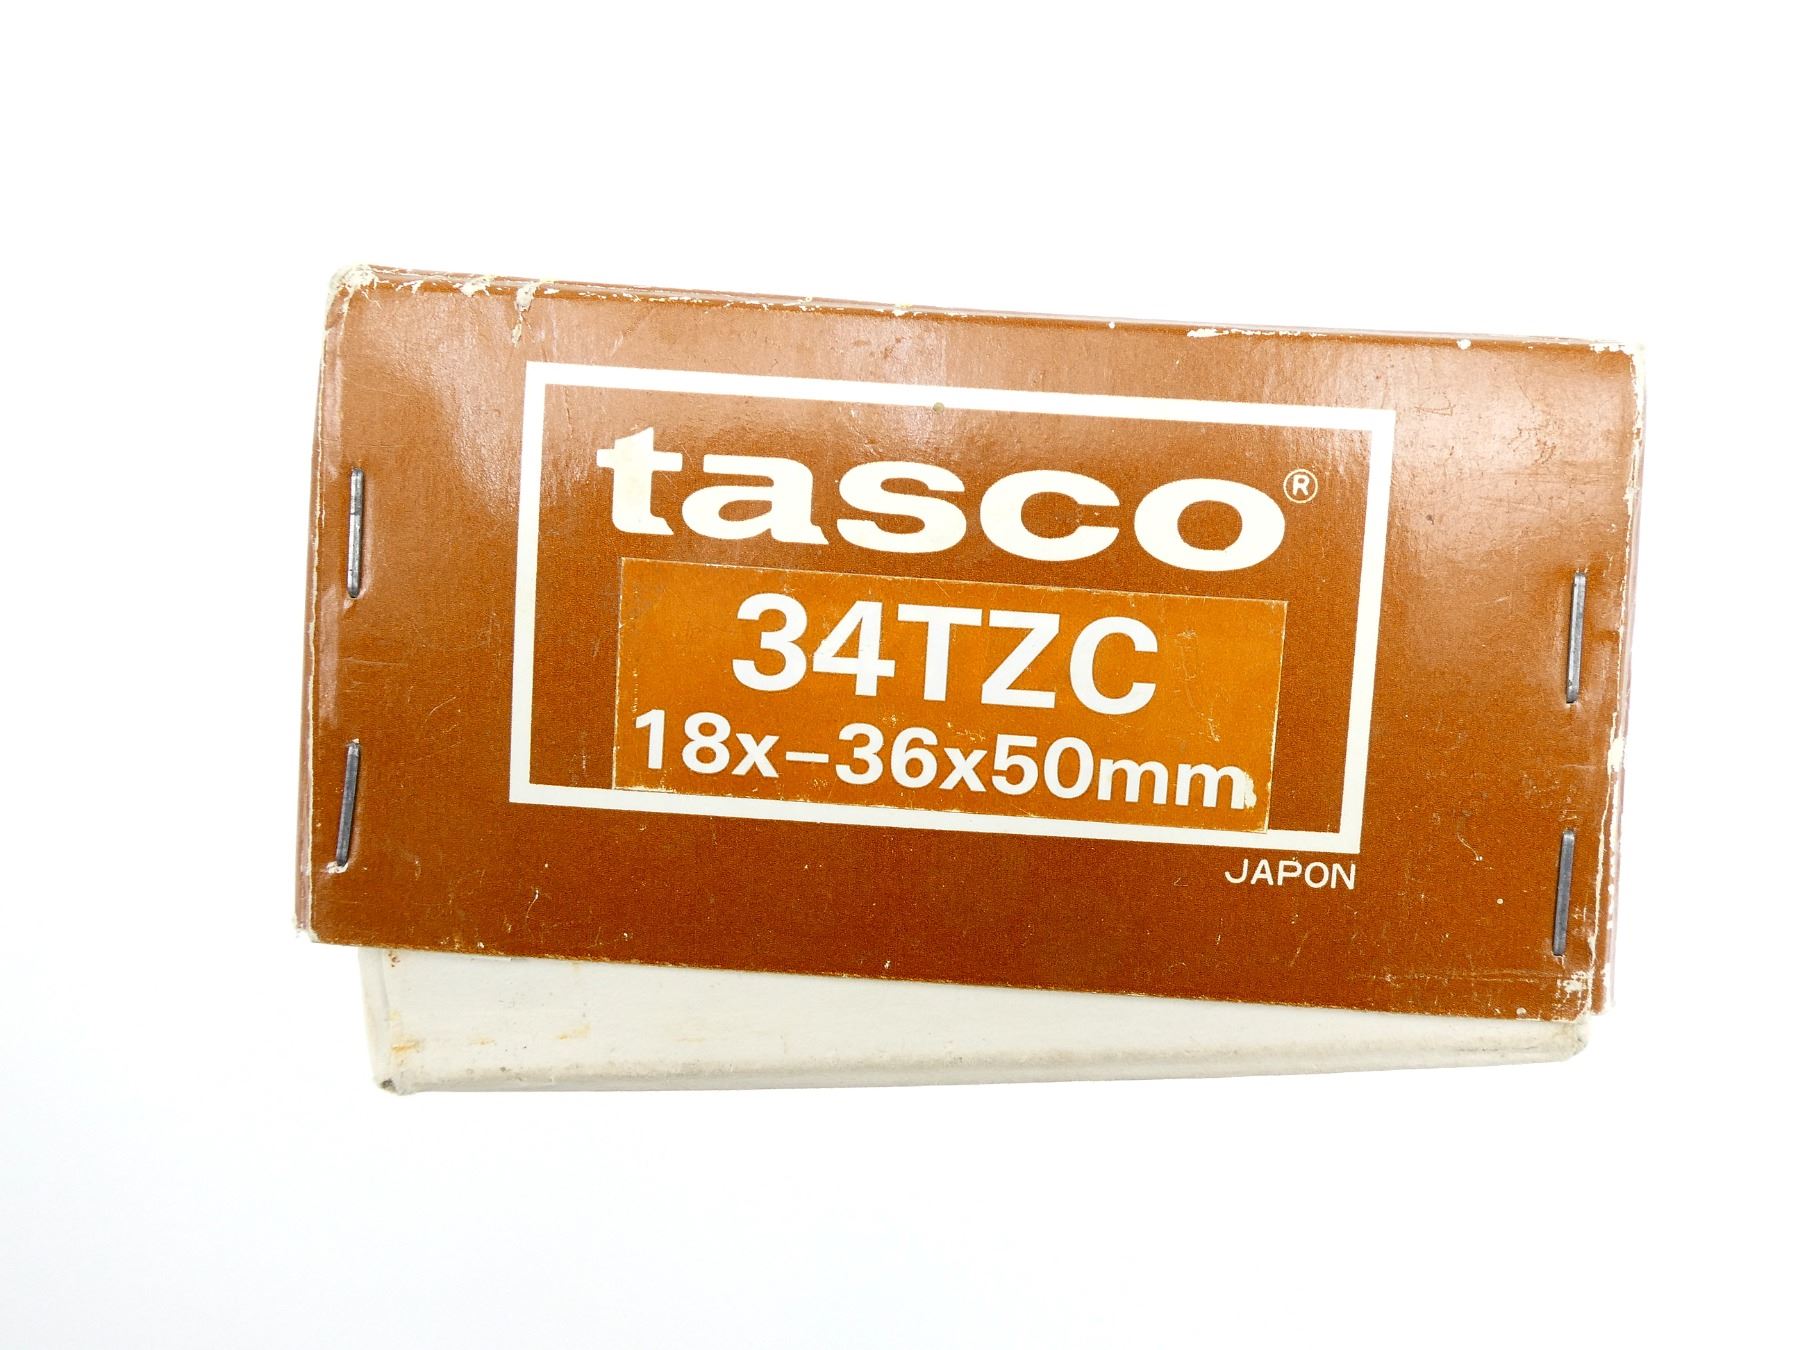 tasco®
34TZC
18x-36x50mm
JAPON